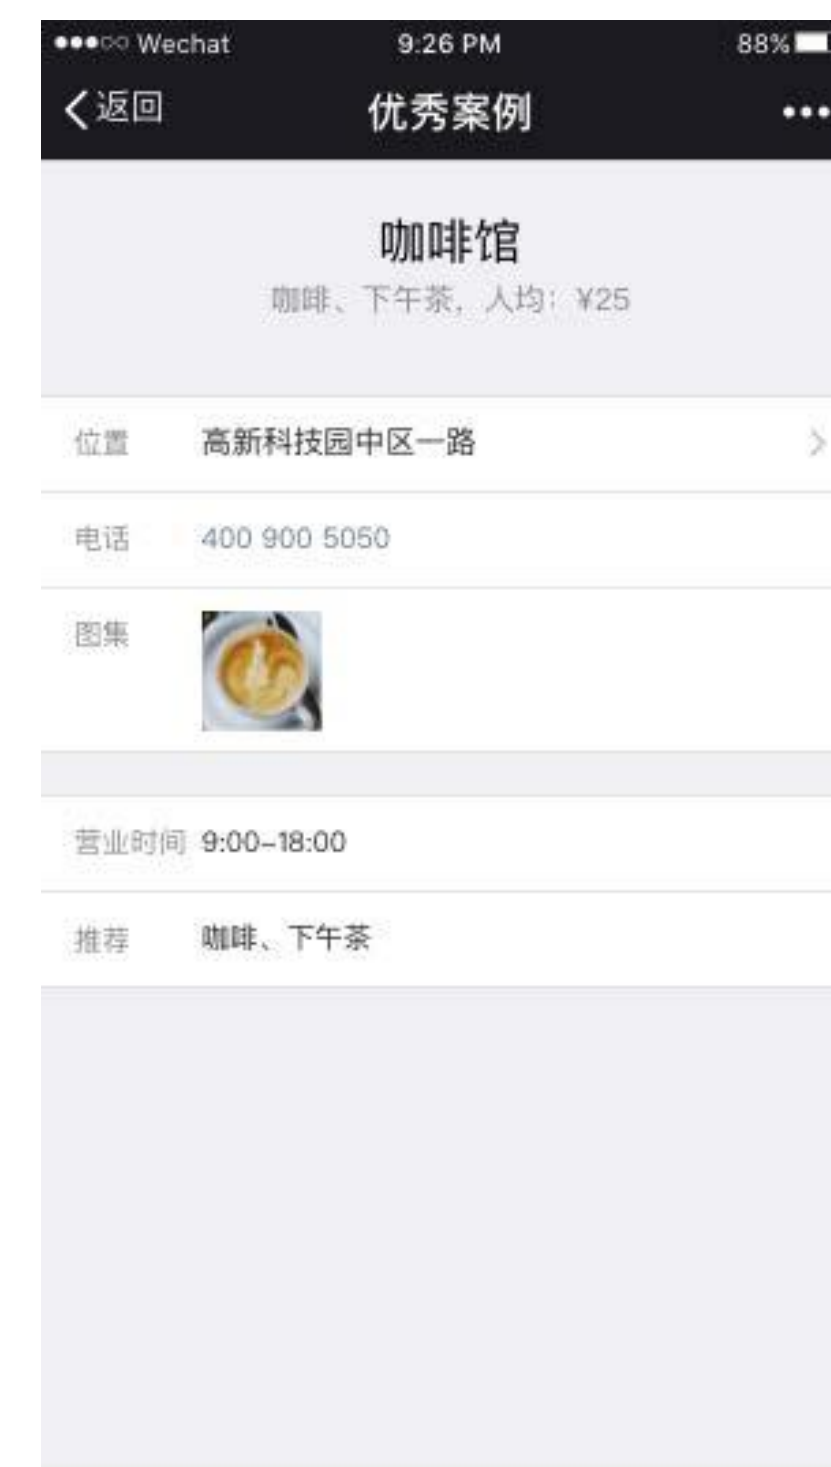 Wechat 9:26 PM 88%
返回 优秀案例 •••
咖啡馆
咖啡、下午茶，人均：¥25
位置 高新科技园中区一路
电话 400 900 5050
图集
营业时间 9:00-18:00
推荐 咖啡、下午茶